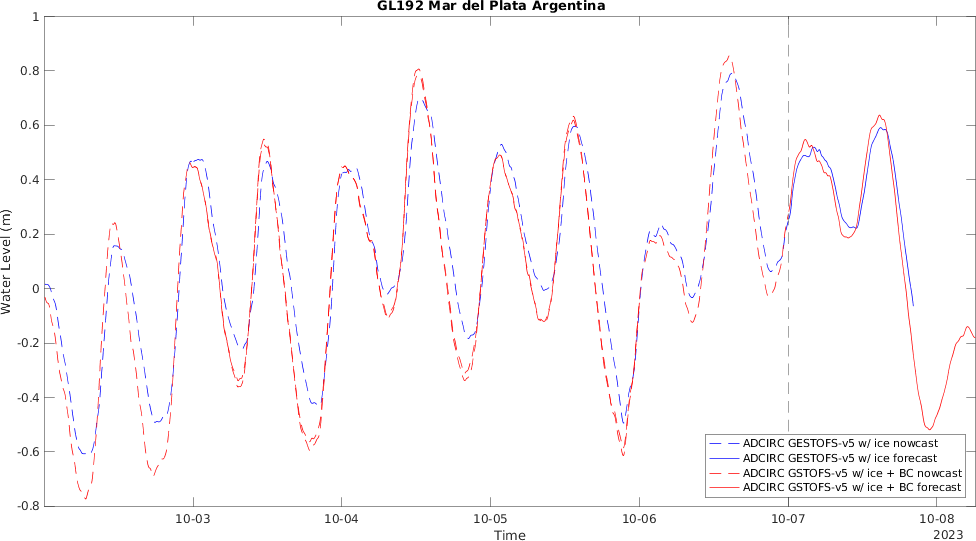 GL192 Mar del Plata Argentina
1
0.8
0.6
0.4
0.2
0
-0.2
-0.4
-0.6
-0.8
Water Level (m)
10-03 10-04 10-05 10-06 10-07 10-08
Time
2023
ADCIRC GESTOFS-v5 w/ ice nowcast
ADCIRC GESTOFS-v5 w/ ice forecast
ADCIRC GSTOFS-v5 w/ ice + BC nowcast
ADCIRC GSTOFS-v5 w/ ice + BC forecast